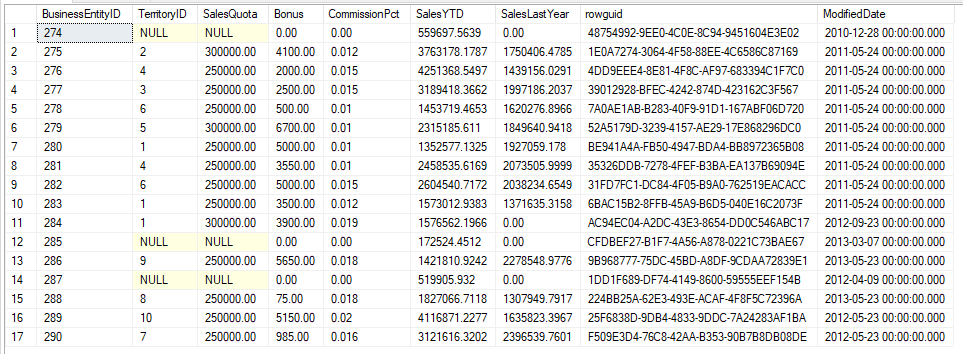 BusinessEntityID TerritoryID SalesQuota Bonus CommissionPct SalesYTD SalesLastYear rowguid ModifiedDate
1 274 NULL NULL 0.00 0.00 559697.5639 0.00 48754992-9EE0-4C0E-8C94-9451604E3E02 2010-12-28 00:00:00.000
2 275 2 300000.00 4100.00 0.012 3763178.1787 1750406.4785 1E0A7274-3064-4F58-88EE-4C6586C87169 2011-05-24 00:00:00.000
3 276 4 250000.00 2000.00 0.015 4251368.5497 1439156.0291 4DD9EEE4-8E81-4F8C-AF97-683394C1F7C0 2011-05-24 00:00:00.000
4 277 3 250000.00 2500.00 0.015 3189418.3662 1997186.2037 39012928-BFEC-4242-874D-423162C3F567 2011-05-24 00:00:00.000
5 278 6 250000.00 500.00 0.01 1453719.4653 1620276.8966 7A0AE1AB-B283-40F9-91D1-167ABF06D720 2011-05-24 00:00:00.000
6 279 5 300000.00 6700.00 0.01 2315185.611 1849640.9418 52A5179D-3239-4157-AE29-17E868296DC0 2011-05-24 00:00:00.000
7 280 1 250000.00 5000.00 0.01 1352577.1325 1927059.178 BE941A4A-FB50-4947-BDA4-BB8972365B08 2011-05-24 00:00:00.000
8 281 4 250000.00 3550.00 0.01 2458535.6169 2073505.9999 35326DDB-7278-4FEF-B3BA-EA137B69094E 2011-05-24 00:00:00.000
9 282 6 250000.00 5000.00 0.015 2604540.7172 2038234.6549 31FD7FC1-DC84-4F05-B9A0-762519EACACC 2011-05-24 00:00:00.000
10 283 1 250000.00 3500.00 0.012 1573012.9383 1371635.3158 6BAC15B2-8FFB-45A9-B6D5-040E16C2073F 2011-05-24 00:00:00.000
11 284 1 300000.00 3900.00 0.019 1576562.1966 0.00 AC94EC04-A2DC-43E3-8654-DD0C546ABC17 2012-09-23 00:00:00.000
12 285 NULL NULL 0.00 0.00 172524.4512 0.00 CFDBEF27-B1F7-4A56-A878-0221C73BAE67 2013-03-07 00:00:00.000
13 286 9 250000.00 5650.00 0.018 1421810.9242 2278548.9776 9B968777-75DC-45BD-A8DF-9CDAA72839E1 2013-05-23 00:00:00.000
14 287 NULL NULL 0.00 0.00 519905.932 0.00 1DD1F689-DF74-4149-8600-59555EEF154B 2012-04-09 00:00:00.000
15 288 8 250000.00 75.00 0.018 1827066.7118 1307949.7917 224BB25A-62E3-493E-ACAF-4F8F5C72396A 2013-05-23 00:00:00.000
16 289 10 250000.00 5150.00 0.02 4116871.2277 1635823.3967 25F6838D-9DB4-4833-9DDC-7A24283AF1BA 2012-05-23 00:00:00.000
17 290 7 250000.00 985.00 0.016 3121616.3202 2396539.7601 F509E3D4-76C8-42AA-B353-90B7B8DB08DE 2012-05-23 00:00:00.000